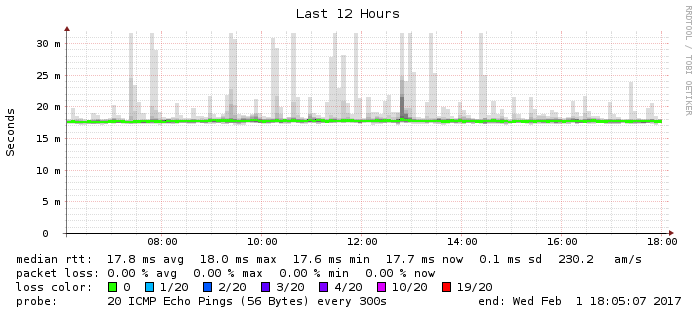 Last 12 Hours
RRDTOOL / TOBI OETIKER
Seconds
30 m
25 m
20 m
15 m
10 m
5 m
0
08:00 10:00 12:00 14:00 16:00 18:00
median rtt: 17.8 ms avg 18.0 ms max 17.6 ms min 17.7 ms now 0.1 ms sd 230.2 am/s
packet loss: 0.00 % avg 0.00 % max 0.00 % min 0.00 % now
loss color: 0 1/20 2/20 3/20 4/20 10/20 19/20
probe: 20 ICMP Echo Pings (56 Bytes) every 300s end: Wed Feb 1 18:05:07 2017